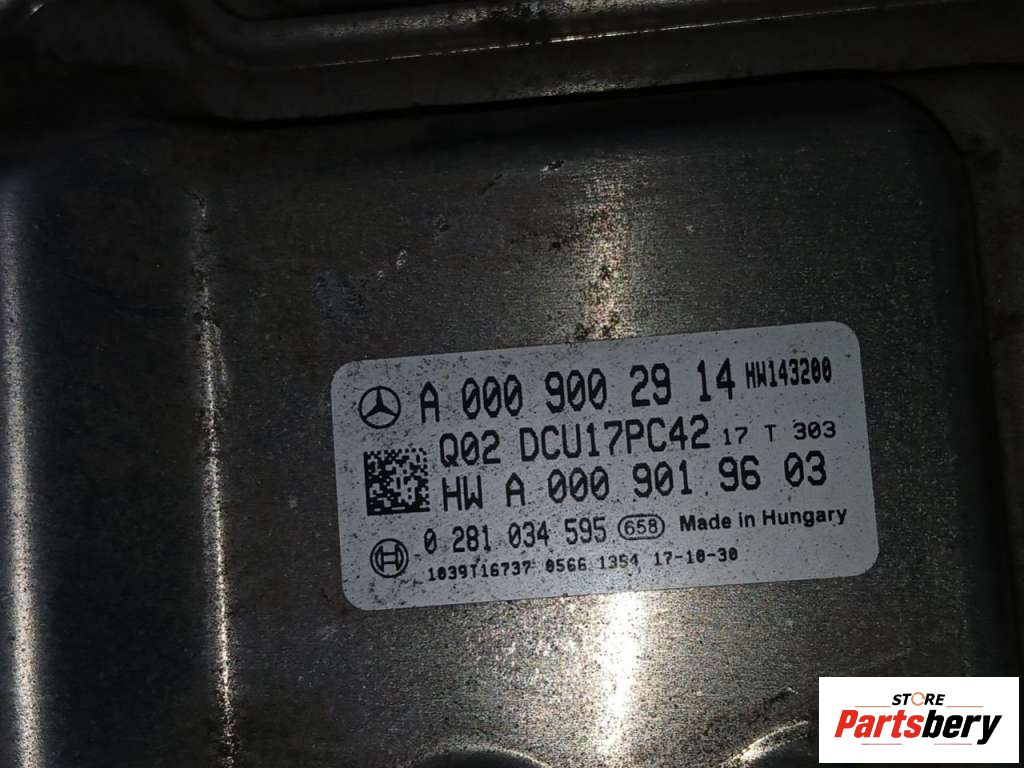 A 000 900 29 14 HW143200
Q02 DCU17PC42 17 T 303
HW A 000 901 96 03
0 281 034 595 658 Made in Hungary
1039T16737 0566 1354 17-10-30
STORE
Partsbery